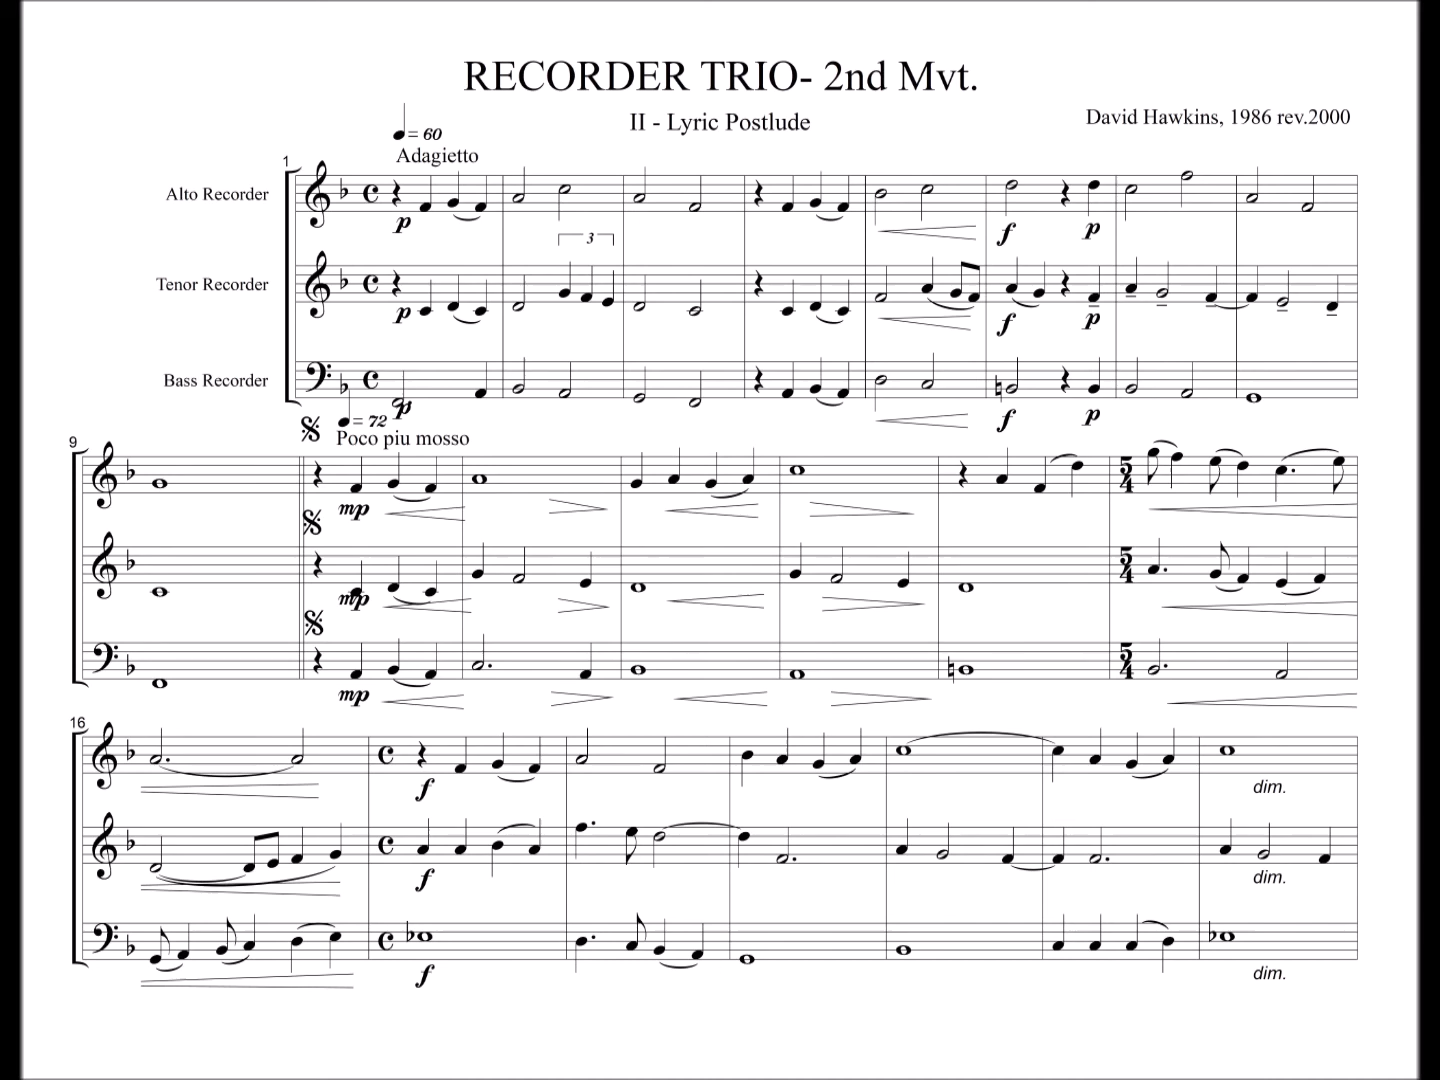 RECORDER TRIO- 2nd Mvt.
II - Lyric Postlude
David Hawkins, 1986 rev.2000
= 60
Adagietto
1
Alto Recorder
p
f
p
3
Tenor Recorder
p
f
p
Bass Recorder
p
f
p
= 72
9
Poco piu mosso
mp
5
4
mp
5
4
mp
5
4
16
f
dim.
f
dim.
f
dim.